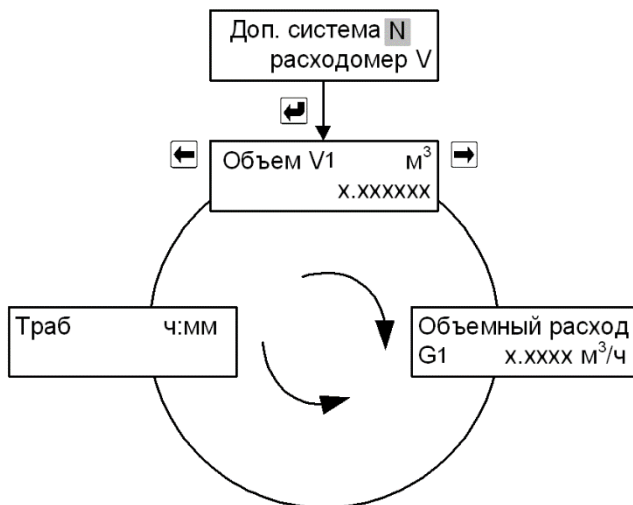 Доп. система N
расходомер V
Объем V1 м³
x.xxxxxx
Траб ч:мм
Объемный расход
G1 x.xxxx м³/ч